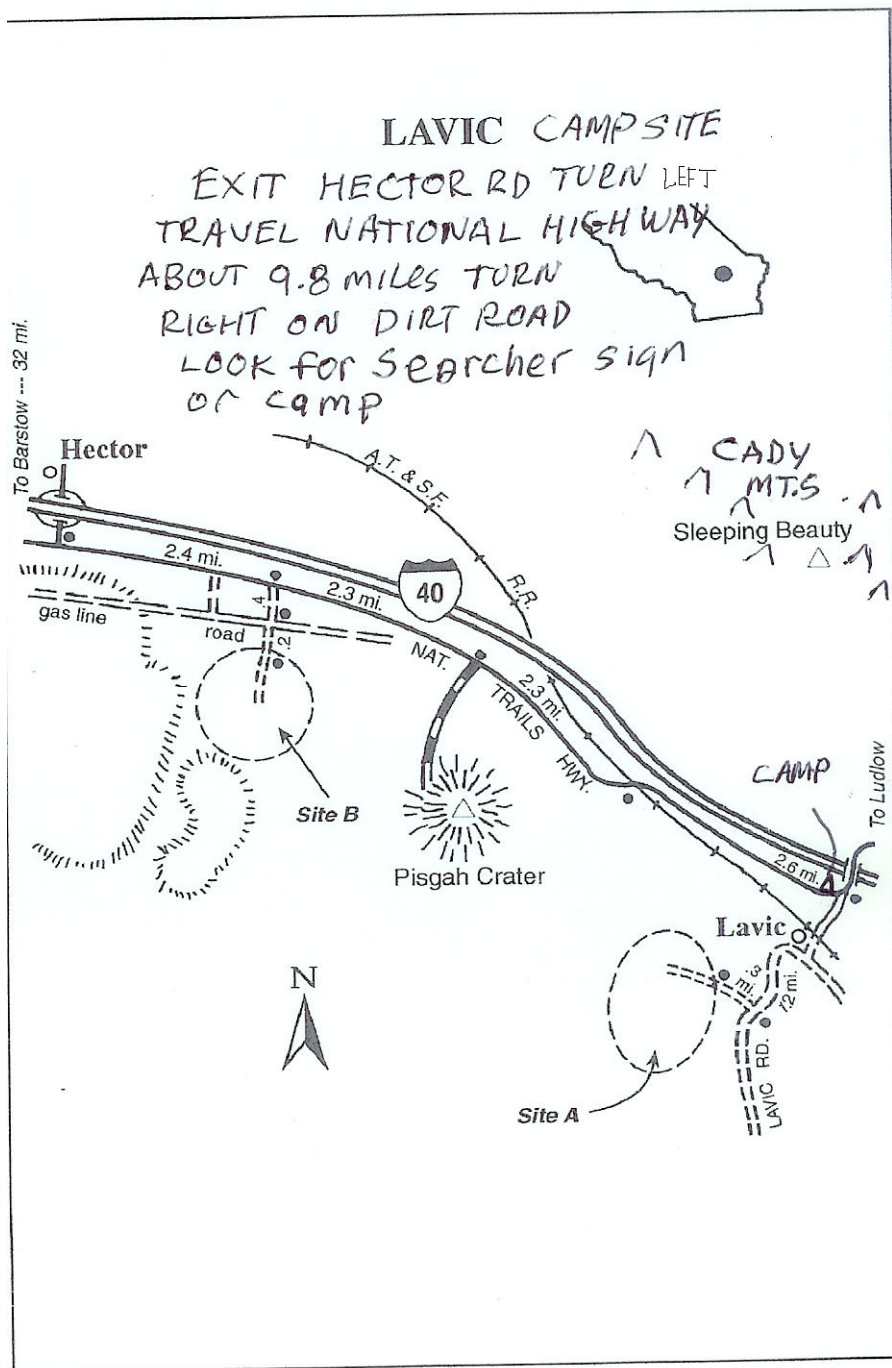 LAVIC CAMPSITE
EXIT HECTOR RD TURN LEFT
TRAVEL NATIONAL HIGHWAY
ABOUT 9.8 MILES TURN
RIGHT ON DIRT ROAD
LOOK for Searcher sign
or camp
To Barstow --- 32 mi.
Hector
A.T. & S.F.
R.R.
CADY
MT.S
Sleeping Beauty
2.4 mi.
2.3 mi.
40
gas line
road
.4
.2
NAT.
TRAILS
HWY.
2.3 mi.
Site B
Pisgah Crater
CAMP
To Ludlow
2.6 mi.
Lavic
N
.3
mi.
mi.
LAVIC RD.
Site A